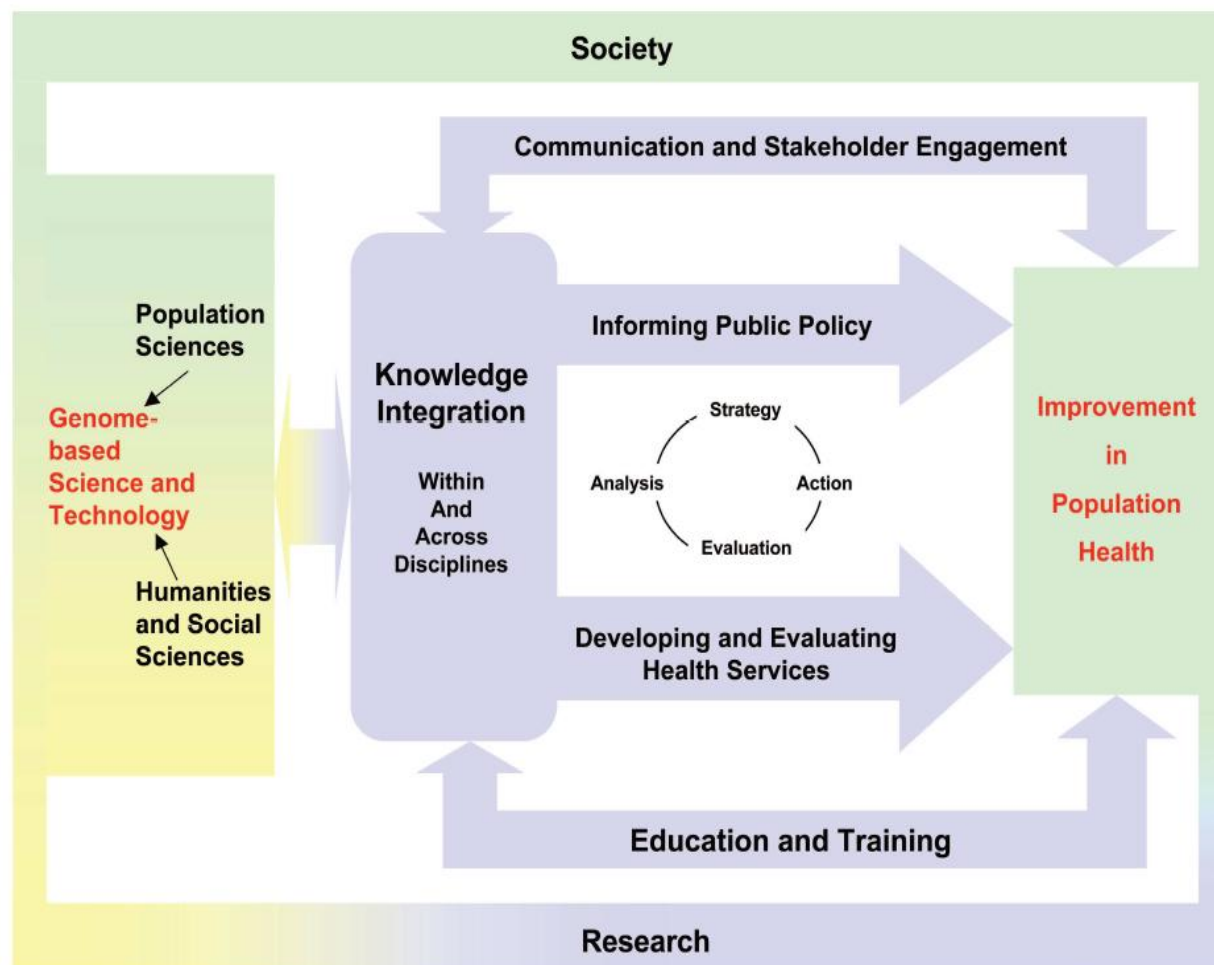 Society
Communication and Stakeholder Engagement
Population
Sciences
Genome-
based
Science and
Technology
Humanities
and Social
Sciences
Knowledge
Integration
Within
And
Across
Disciplines
Informing Public Policy
Strategy
Analysis
Action
Evaluation
Developing and Evaluating
Health Services
Improvement
in
Population
Health
Education and Training
Research